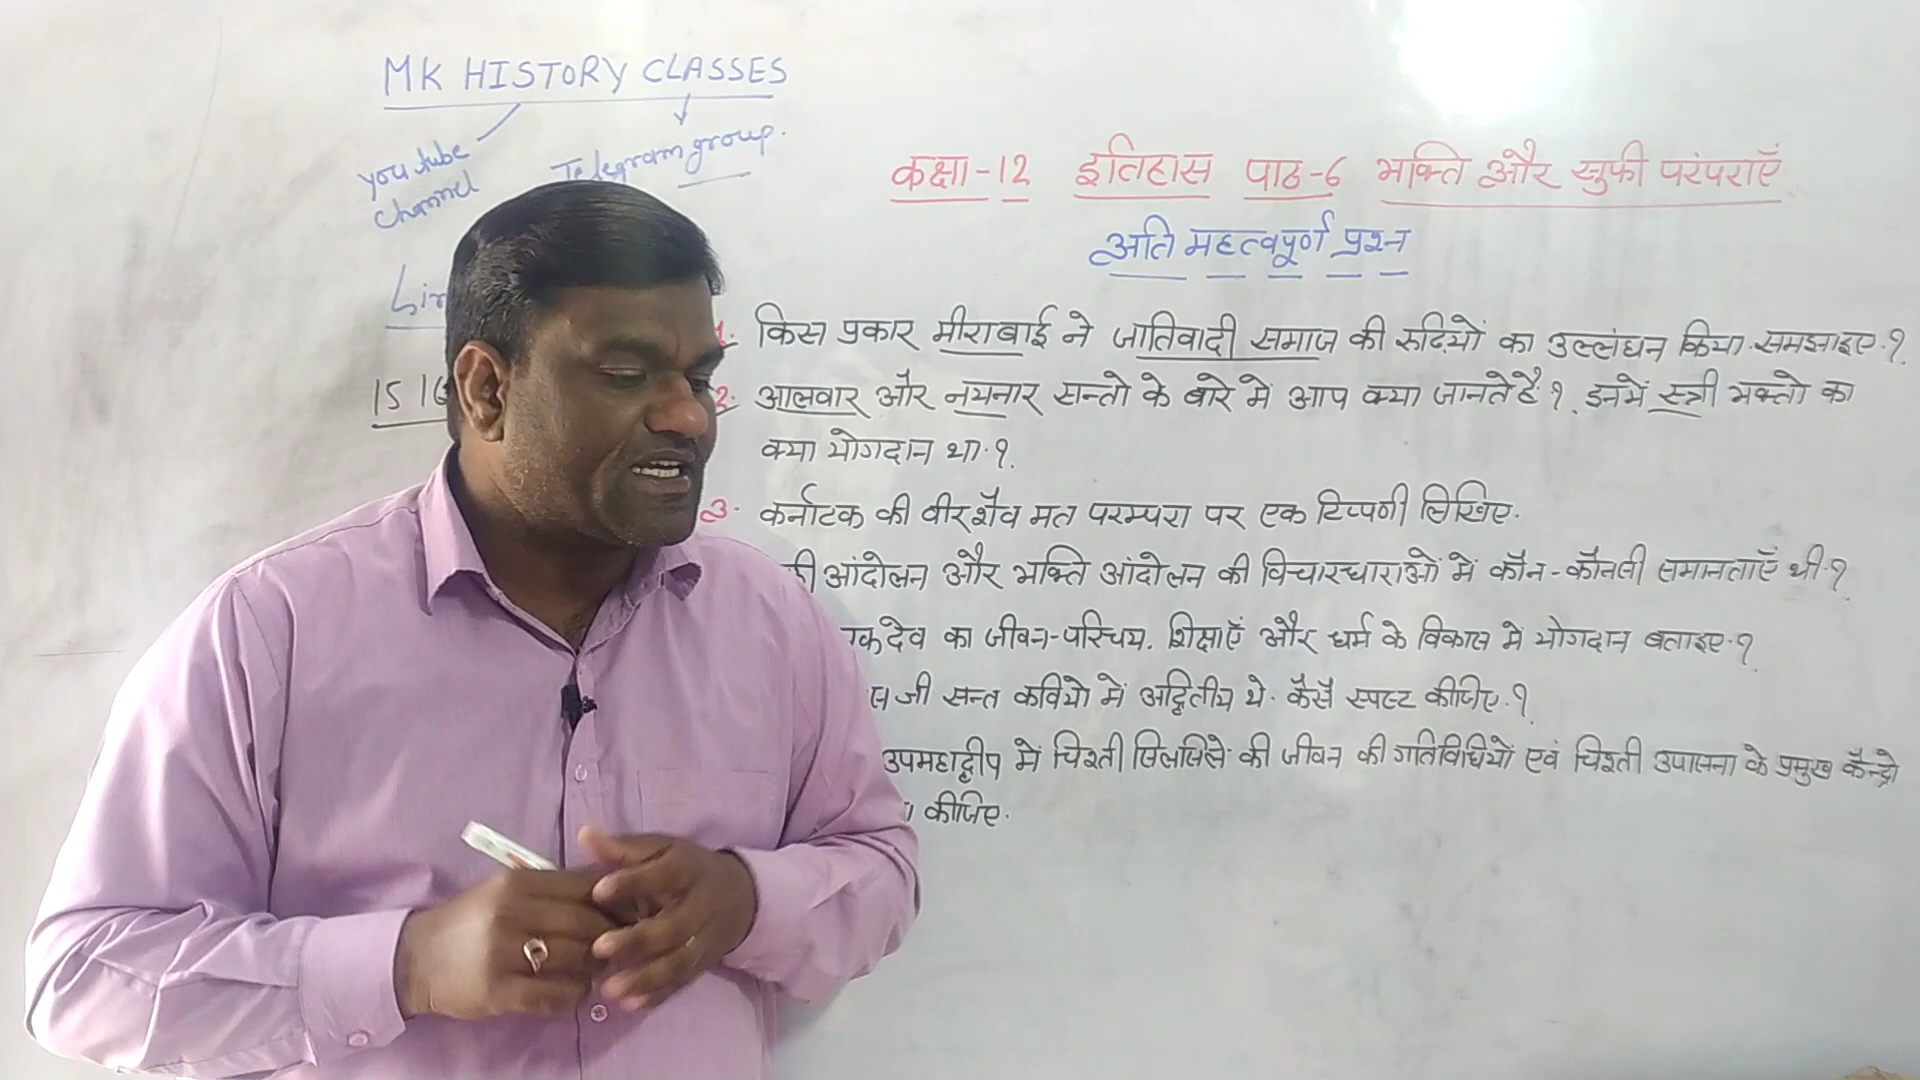 MK HISTORY CLASSES
you tube
channel
Telegram group.
कक्षा-12 इतिहास पाठ-6 भक्ति और सुफी परंपराएँ
अति महत्वपूर्ण प्रश्न
1. किस प्रकार मीराबाई ने जातिवादी समाज की रुढियों का उल्लंघन किया. समझाइए.?
2. आलवार और नयनार सन्तो के बारे में आप क्या जानते हैं? इनमें स्त्री भक्तो का
क्या योगदान था.?
3. कर्नाटक की वीर शैव मत परम्परा पर एक टिप्पणी लिखिए.
आंदोलन और भक्ति आंदोलन की विचारधाराओं में कौन-कौनसी समानताएँ थी.?
देव का जीवन-परिचय. शिक्षाएँ और धर्म के विकास में योगदान बताइए.?
जी सन्त कवियो में अद्वितीय थे. कैसे स्पष्ट कीजिए.?
उपमहाद्वीप में चिश्ती सिलसिले की जीवन की गतिविधियों एवं चिश्ती उपासना के प्रमुख केन्द्रो
कीजिए.